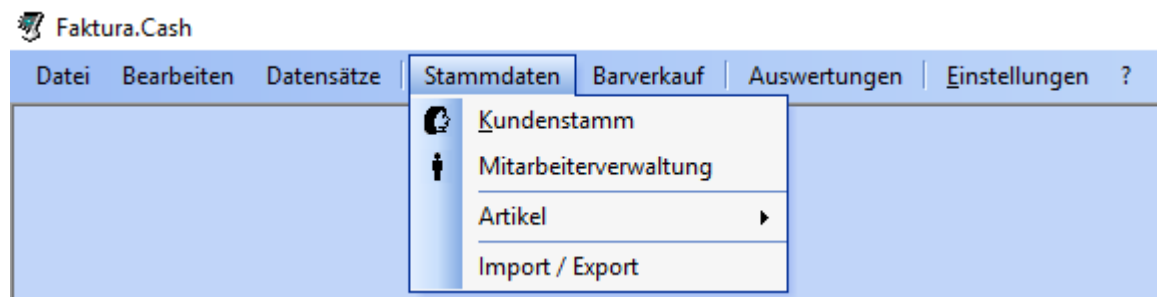 Faktura.Cash
Datei Bearbeiten Datensätze Stammdaten Barverkauf Auswertungen Einstellungen ?
Kundenstamm
Mitarbeiterverwaltung
Artikel
Import / Export